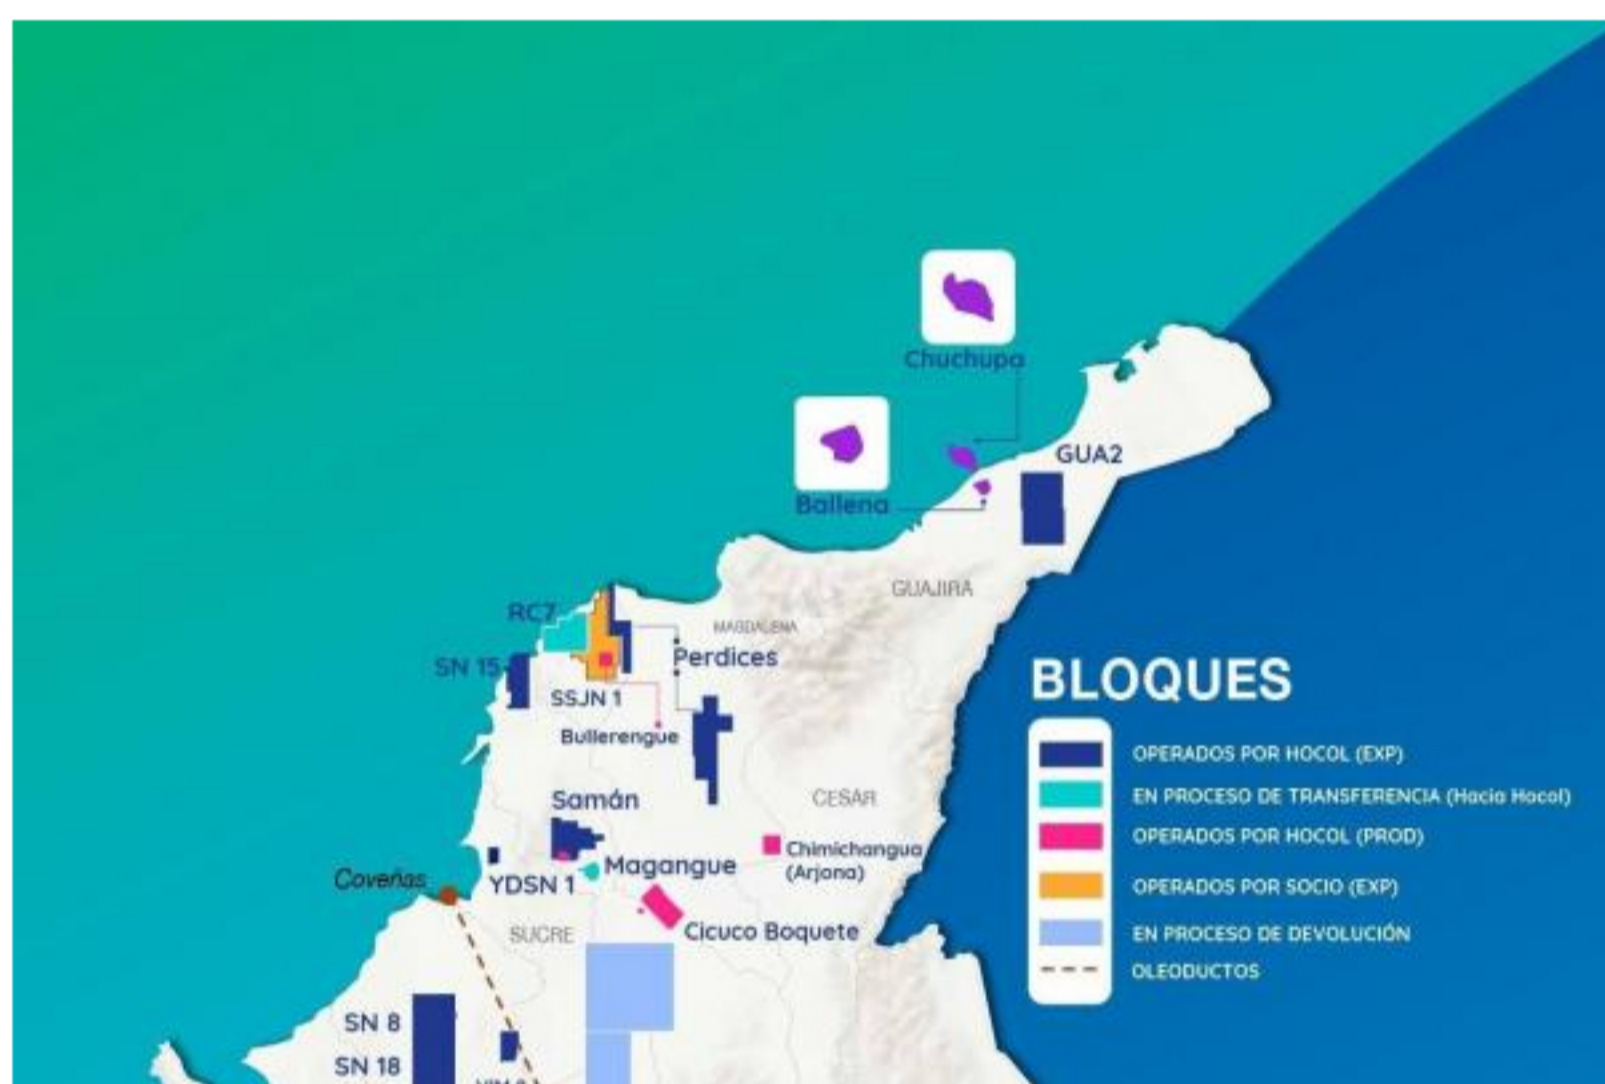 Chuchupa
GUA2
Ballena
GUAJIRA
RC7
MAGDALENA
SN 15
Perdices
SSJN 1
Bullerengue
BLOQUES
OPERADOS POR HOCOL (EXP)
EN PROCESO DE TRANSFERENCIA (Hacia Hocol)
OPERADOS POR HOCOL (PROD)
OPERADOS POR SOCIO (EXP)
EN PROCESO DE DEVOLUCIÓN
OLEODUCTOS
Samán
CESAR
Chimichangua
(Arjona)
Magangue
Coveñas
YDSN 1
SUCRE
Cicuco Boquete
SN 8
SN 18